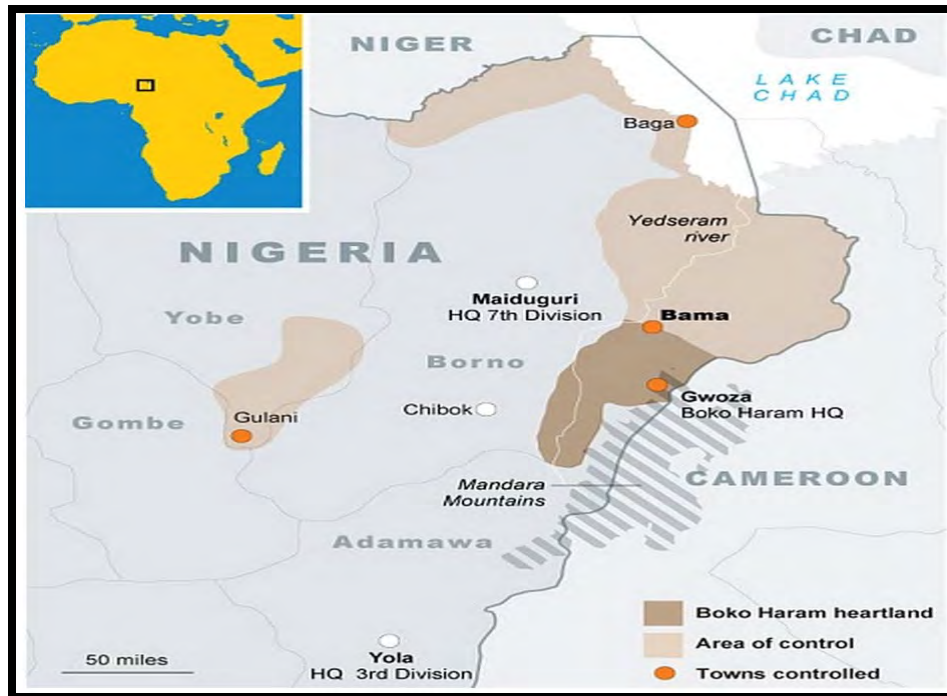 NIGER
CHAD
LAKE
CHAD
Baga
Yedseram
river
NIGERIA
Maiduguri
HQ 7th Division
Bama
Yobe
Borno
Gwoza
Boko Haram HQ
Chibok
Gulani
Gombe
CAMEROON
Mandara
Mountains
Adamawa
Boko Haram heartland
Area of control
Towns controlled
50 miles
Yola
HQ 3rd Division